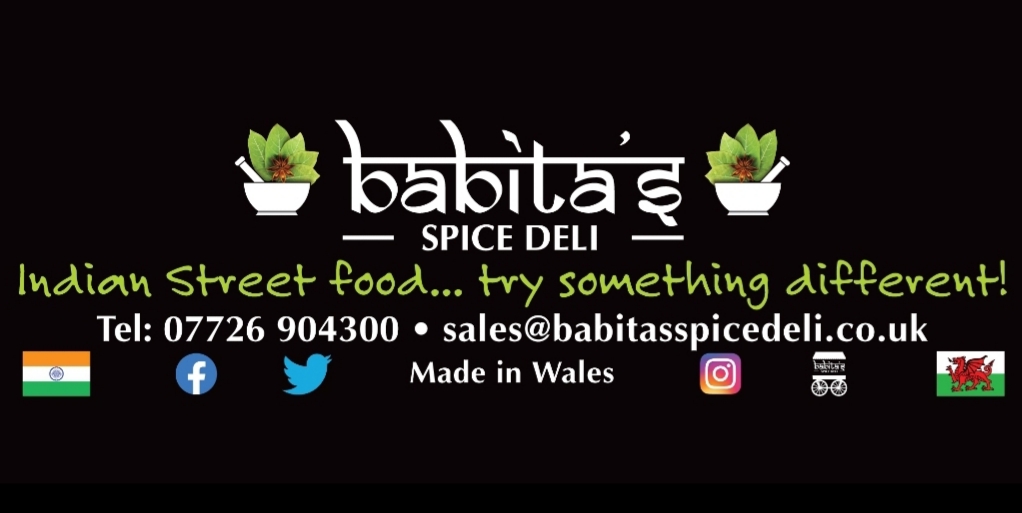 babita's
SPICE DELI
Indian Street food... try something different!
Tel: 07726 904300 • sales@babitasspicedeli.co.uk
Made in Wales
babita's